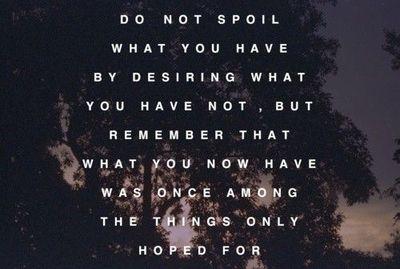 DO NOT SPOIL
WHAT YOU HAVE
BY DESIRING WHAT
YOU HAVE NOT, BUT
REMEMBER THAT
WHAT YOU NOW HAVE
WAS ONCE AMONG
THE THINGS ONLY
HOPED FOR